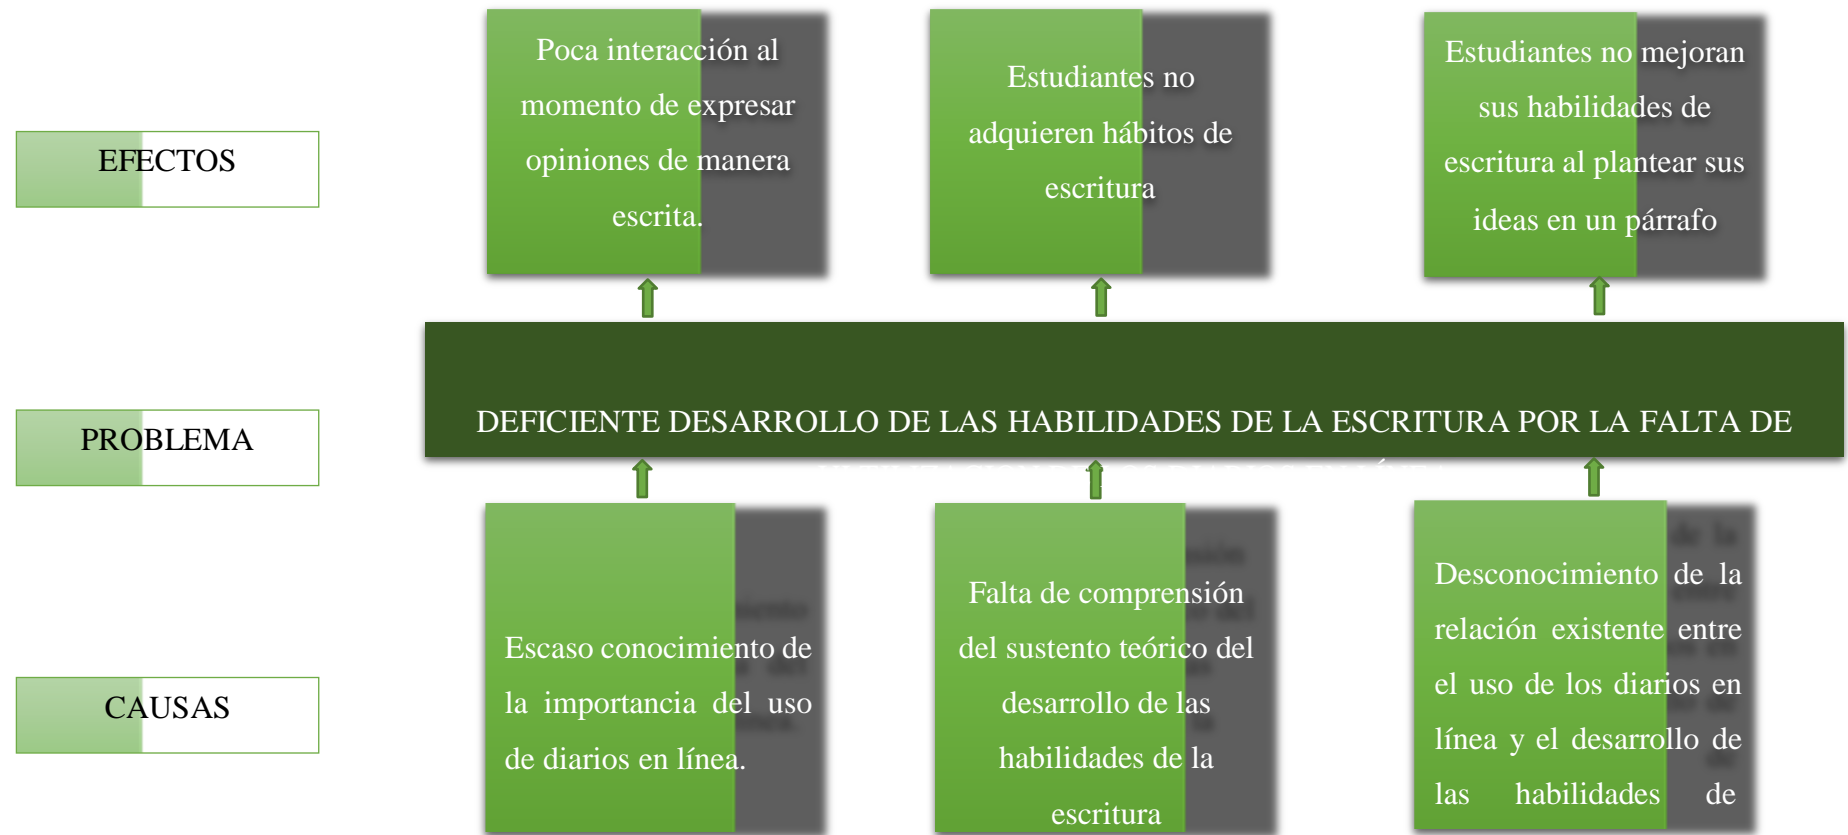 EFECTOS
Poca interacción al
momento de expresar
opiniones de manera
escrita.
Estudiantes no
adquieren hábitos de
escritura
Estudiantes no mejoran
sus habilidades de
escritura al plantear sus
ideas en un párrafo
PROBLEMA
DEFICIENTE DESARROLLO DE LAS HABILIDADES DE LA ESCRITURA POR LA FALTA DE
CAUSAS
Escaso conocimiento de
la importancia del uso
de diarios en línea.
Falta de comprensión
del sustento teórico del
desarrollo de las
habilidades de la
escritura
Desconocimiento de la
relación existente entre
el uso de los diarios en
línea y el desarrollo de
las habilidades de